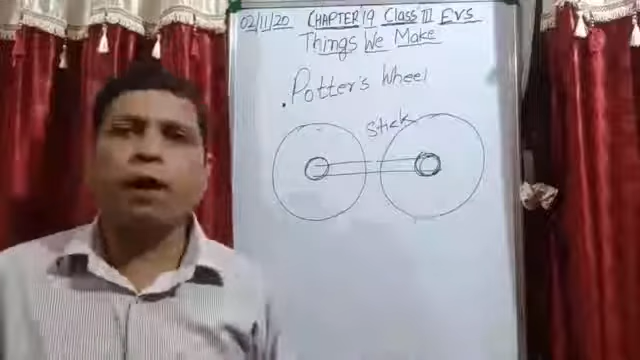 02/11/20 CHAPTER 19 Class III EVS
Things We Make
Potter's Wheel
Stick